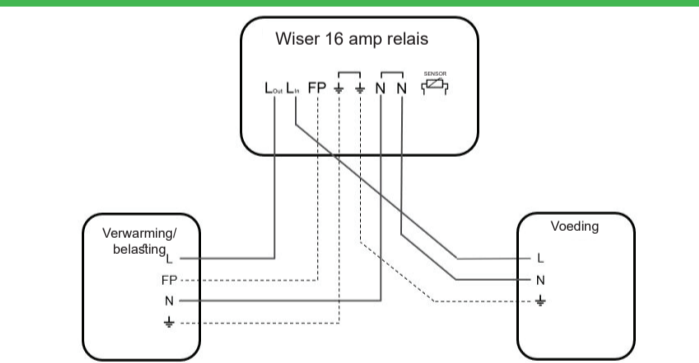 Wiser 16 amp relais
SENSOR
LOut LIn FP ⏚ ⏚ N N
Verwarming/
belasting
L
FP
N
⏚
Voeding
L
N
⏚